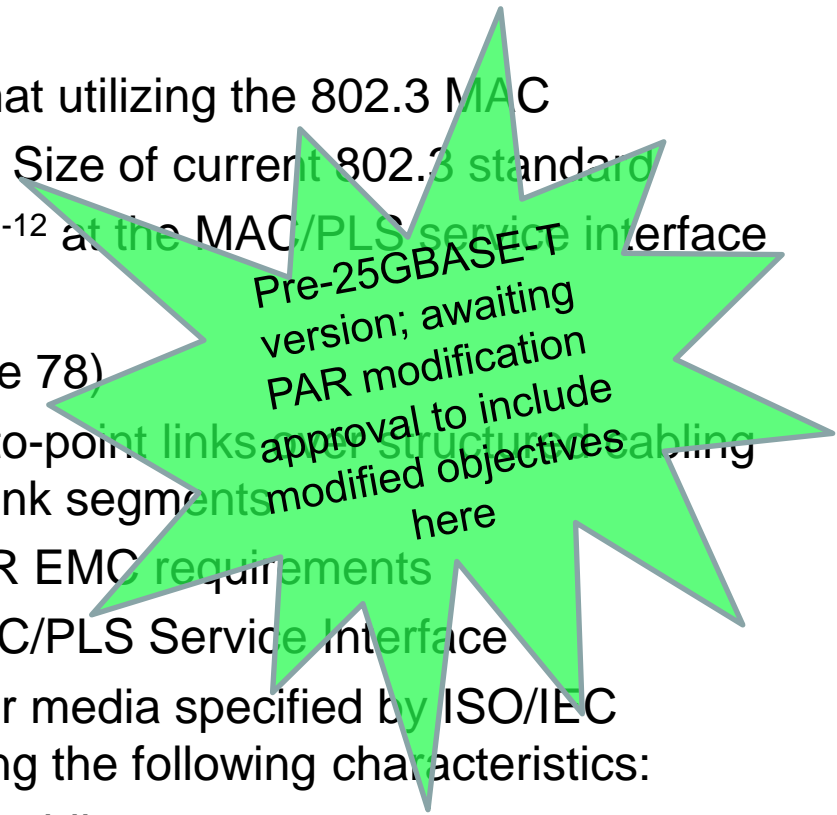 hat utilizing the 802.3 MAC
Size of current 802.3 standard
-12 at the MAC/PLS service interface
e 78)
to-point links over structured cabling
nk segments
R EMC requirements
C/PLS Service Interface
r media specified by ISO/IEC
ng the following characteristics:
Pre-25GBASE-T
version; awaiting
PAR modification
approval to include
modified objectives
here